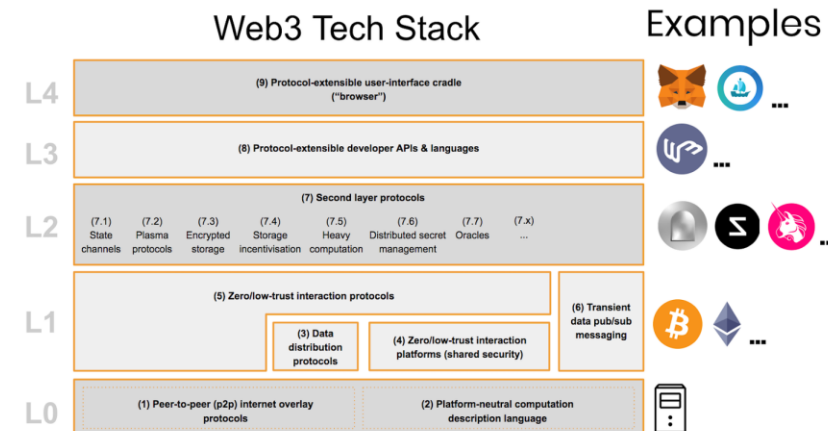 Web3 Tech Stack
Examples
L4
(9) Protocol-extensible user-interface cradle
("browser")
...
L3
(8) Protocol-extensible developer APIs & languages
...
L2
(7) Second layer protocols
(7.1) (7.2) (7.3) (7.4) (7.5) (7.6) (7.7) (7.x)
State Plasma Encrypted Storage Heavy Distributed secret Oracles ...
channels protocols storage incentivisation computation management
...
L1
(5) Zero/low-trust interaction protocols
(3) Data
distribution
protocols
(4) Zero/low-trust interaction
platforms (shared security)
(6) Transient
data pub/sub
messaging
...
L0
(1) Peer-to-peer (p2p) internet overlay
protocols
(2) Platform-neutral computation
description language